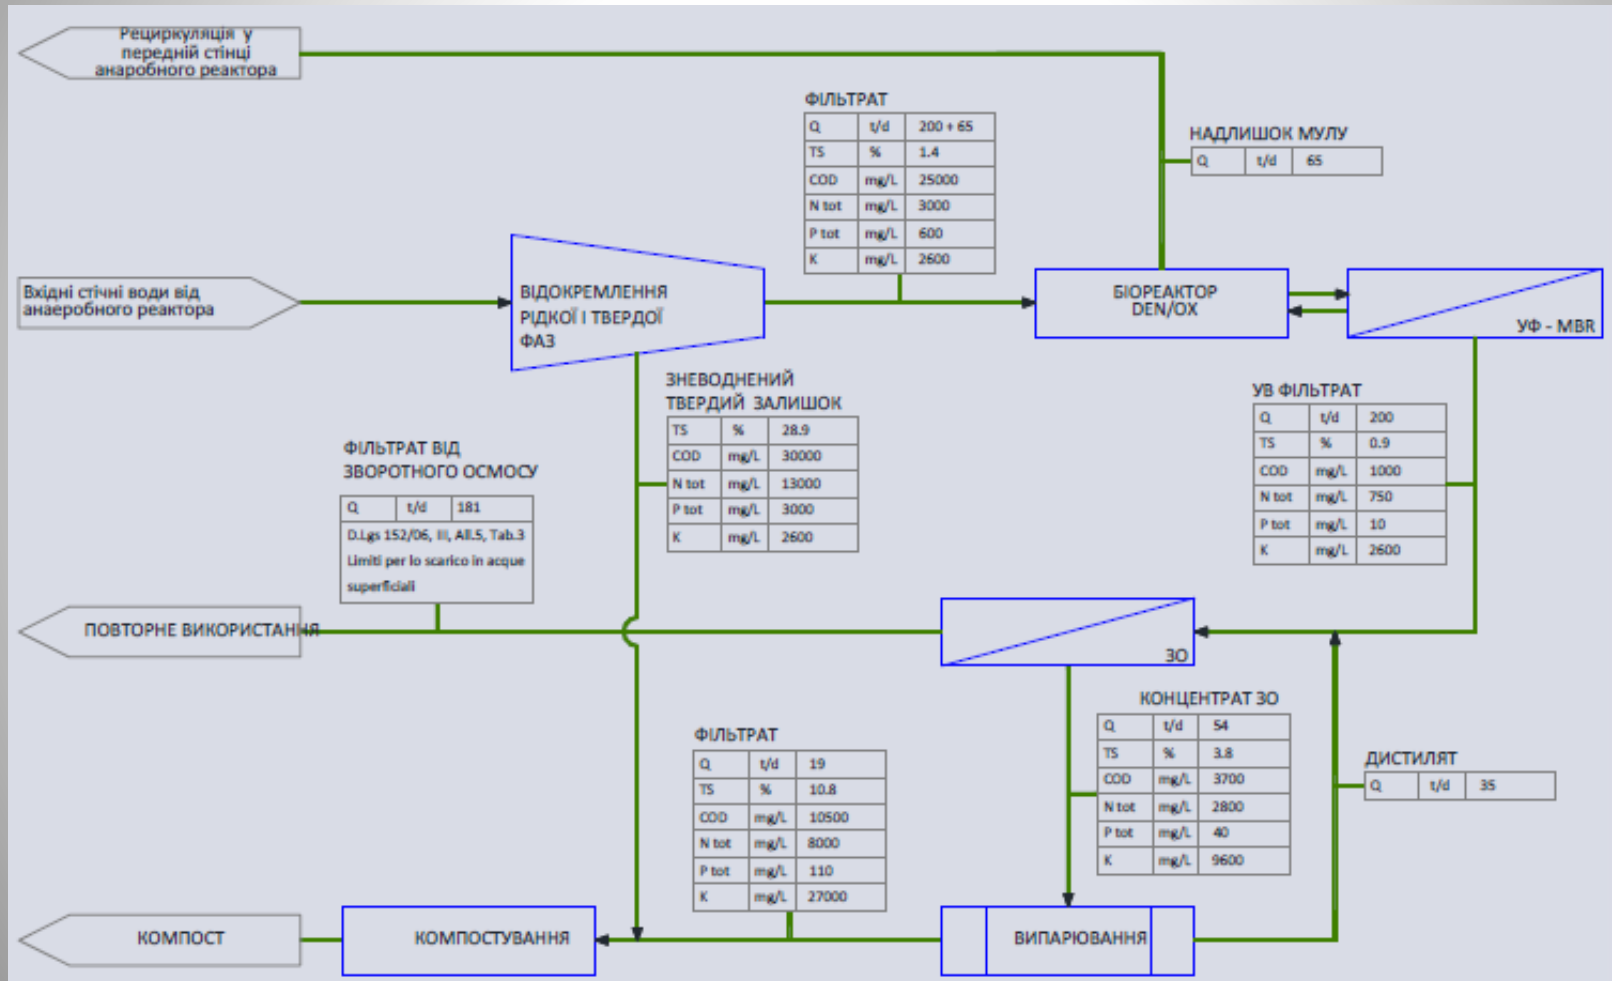 Рециркуляція у
передній стінці
анаробного реактора
ФІЛЬТРАТ
Q t/d 200 + 65
TS % 1.4
COD mg/L 25000
N tot mg/L 3000
P tot mg/L 600
K mg/L 2600
НАДЛИШОК МУЛУ
Q t/d 65
Вхідні стічні води від
анаеробного реактора
ВІДОКРЕМЛЕННЯ
РІДКОЇ І ТВЕРДОЇ
ФАЗ
БІОРЕАКТОР
DEN/OX
УФ - MBR
ЗНЕВОДНЕНИЙ
ТВЕРДИЙ ЗАЛИШОК
TS % 28.9
COD mg/L 30000
N tot mg/L 13000
P tot mg/L 3000
K mg/L 2600
УВ ФІЛЬТРАТ
Q t/d 200
TS % 0.9
COD mg/L 1000
N tot mg/L 750
P tot mg/L 10
K mg/L 2600
ФІЛЬТРАТ ВІД
ЗВОРОТНОГО ОСМОСУ
Q t/d 181
D.Lgs 152/06, III, All.5, Tab.3
Limiti per lo scarico in acque
superficiali
ПОВТОРНЕ ВИКОРИСТАННЯ
ЗО
КОНЦЕНТРАТ ЗО
Q t/d 54
TS % 3.8
COD mg/L 3700
N tot mg/L 2800
P tot mg/L 40
K mg/L 9600
ФІЛЬТРАТ
Q t/d 19
TS % 10.8
COD mg/L 10500
N tot mg/L 8000
P tot mg/L 110
K mg/L 27000
ДИСТИЛЯТ
Q t/d 35
КОМПОСТ
КОМПОСТУВАННЯ
ВИПАРЮВАННЯ